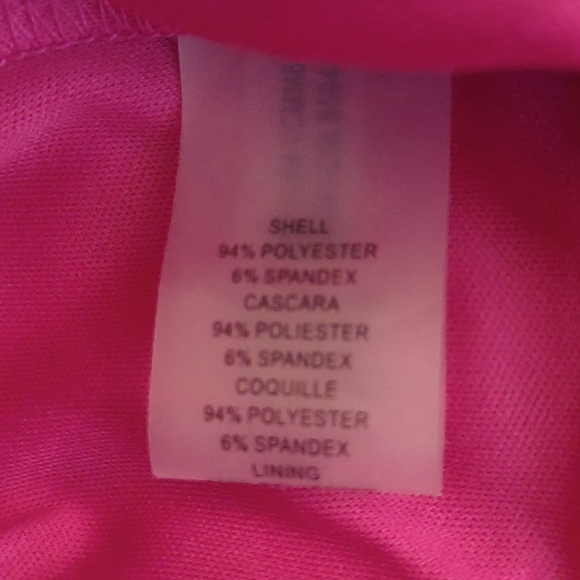 SHELL
94% POLYESTER
6% SPANDEX
CASCARA
94% POLIESTER
6% SPANDEX
COQUILLE
94% POLYESTER
6% SPANDEX
LINING